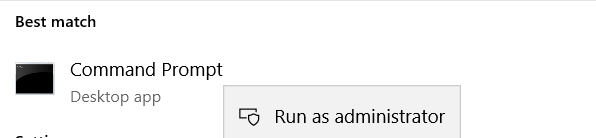 Best match
Command Prompt
Desktop app
Run as administrator